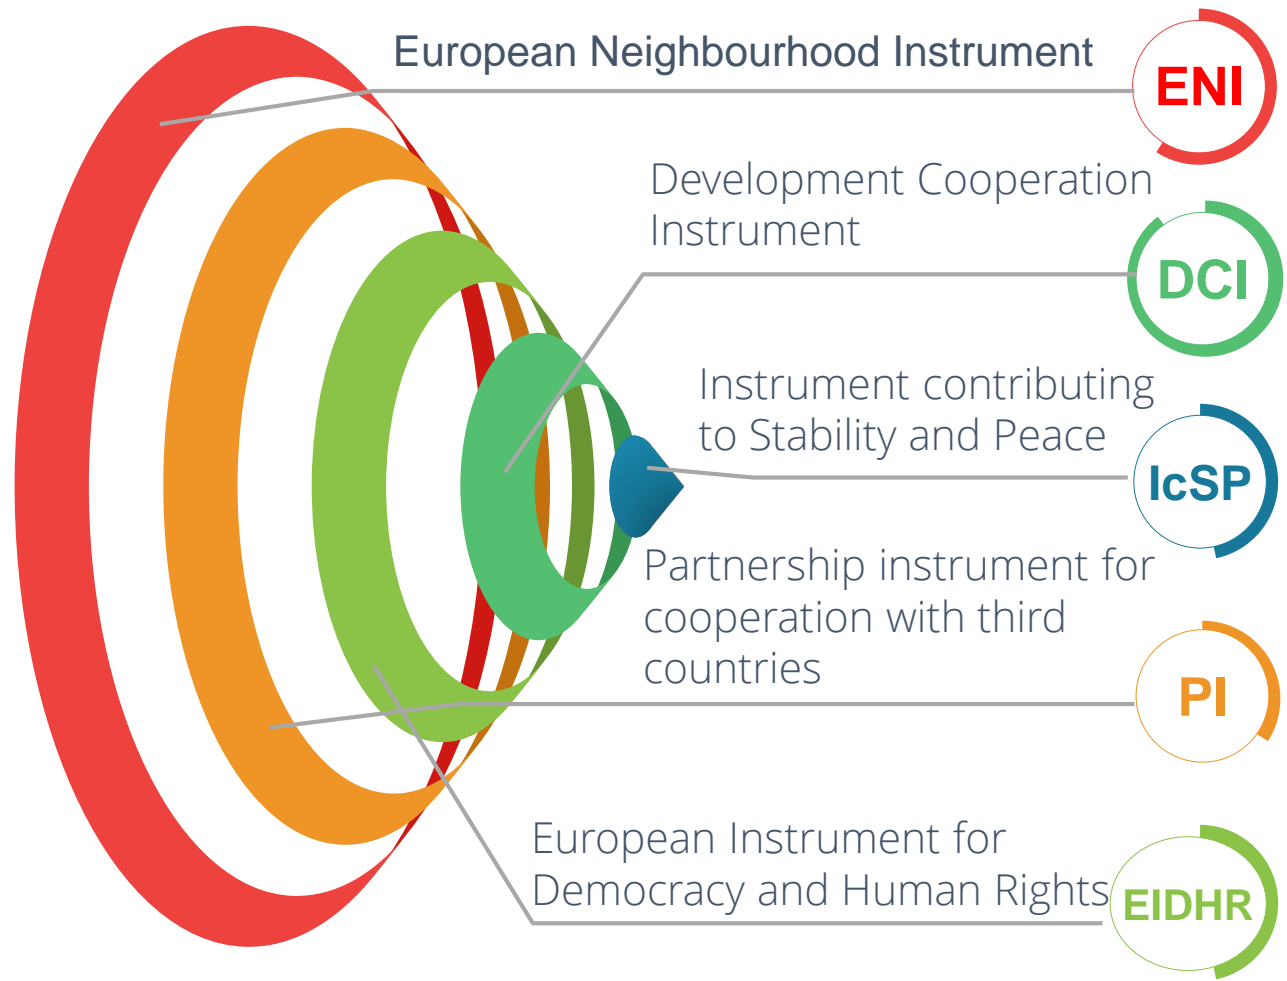 European Neighbourhood Instrument
ENI
Development Cooperation
Instrument
DCI
Instrument contributing
to Stability and Peace
IcSP
Partnership instrument for
cooperation with third
countries
PI
European Instrument for
Democracy and Human Rights
EIDHR